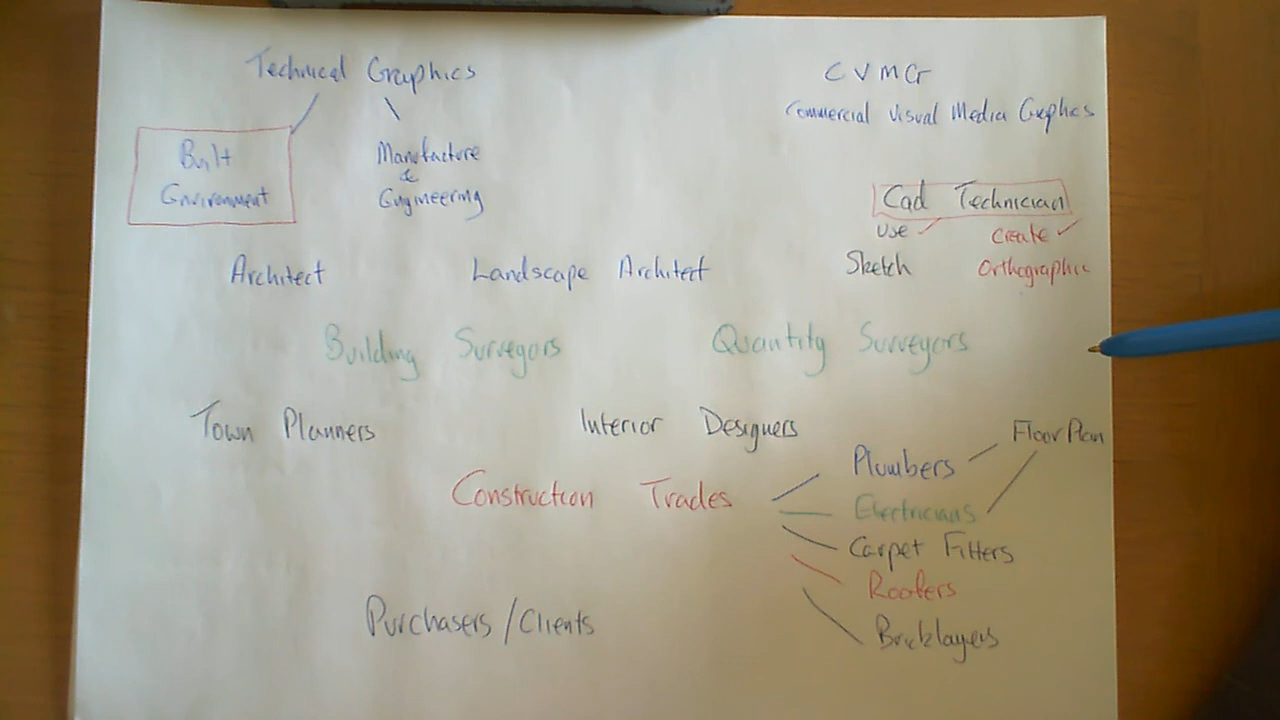 Technical Graphics
CVMG
Commercial Visual Media Graphics
Built
Environment
Manufacture
&
Engineering
Cad Technician
Use ✓
Create ✓
Sketch
Orthographic
Architect
Landscape Architect
Building Surveyors
Quantity Surveyors
Town Planners
Interior Designers
Floor Plan
Construction Trades
Plumbers
Electricians
Carpet Fitters
Roofers
Bricklayers
Purchasers / Clients